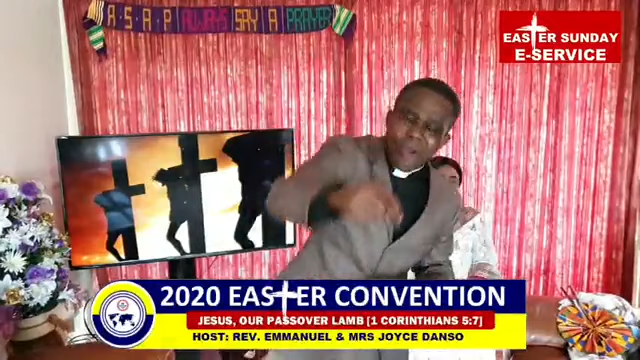 A.S.A.P ALWAYS SAY A PRAYER
EASTER SUNDAY
E-SERVICE
2020 EASTER CONVENTION
JESUS, OUR PASSOVER LAMB [1 CORINTHIANS 5:7]
HOST: REV. EMMANUEL & MRS JOYCE DANSO